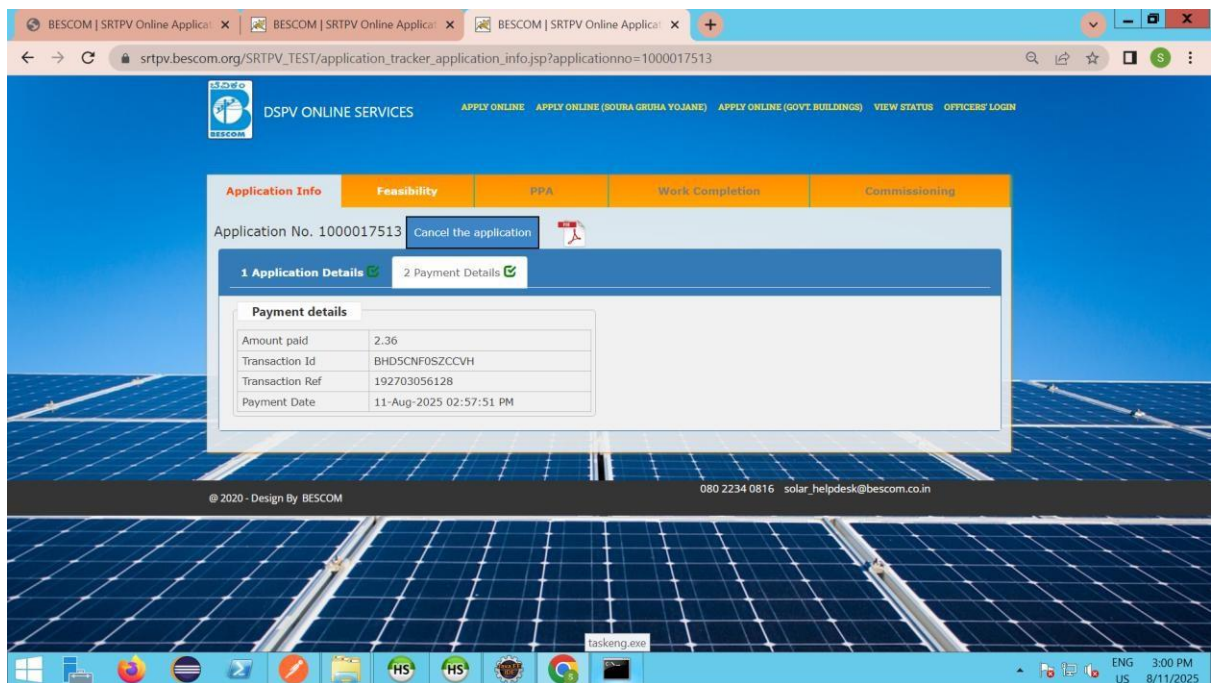 BESCOM | SRTPV Online Applicat
BESCOM | SRTPV Online Applicat
BESCOM | SRTPV Online Applicat
srtpv.bescom.org/SRTPV_TEST/application_tracker_application_info.jsp?applicationno=1000017513
S
ಬೆವಿಕಂ
BESCOM
DSPV ONLINE SERVICES
APPLY ONLINE APPLY ONLINE (SOURA GRUHA YOJANE) APPLY ONLINE (GOVT. BUILDINGS) VIEW STATUS OFFICERS' LOGIN
Application Info Feasibility PPA Work Completion Commissioning
Application No. 1000017513 Cancel the application
1 Application Details 2 Payment Details
Payment details
Amount paid 2.36
Transaction Id BHD5CNF0SZCCVH
Transaction Ref 192703056128
Payment Date 11-Aug-2025 02:57:51 PM
@ 2020 - Design By BESCOM
080 2234 0816 solar_helpdesk@bescom.co.in
taskeng.exe
HS HS
ENG 3:00 PM
US 8/11/2025